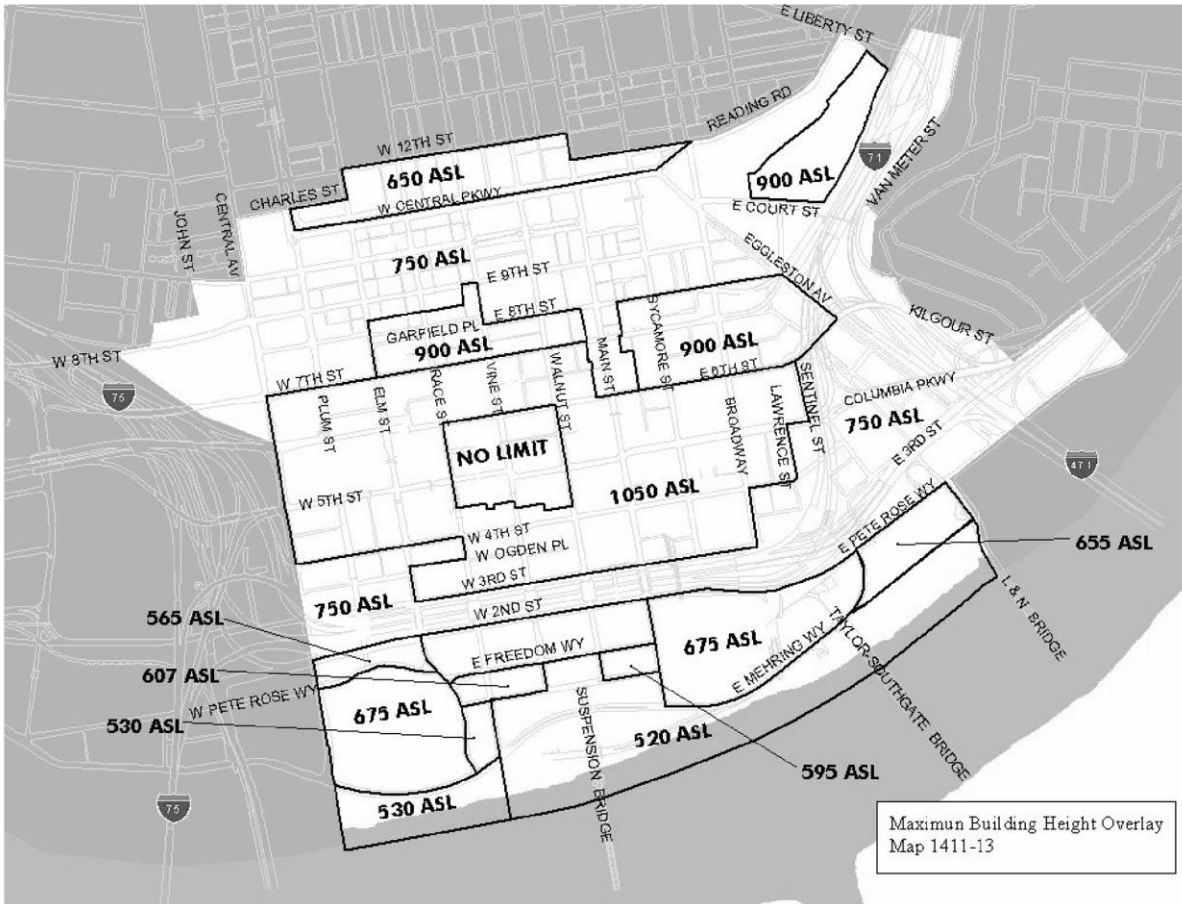 E LIBERTY ST
READING RD
W 12TH ST
71
VAN METER ST
650 ASL
900 ASL
CHARLES ST
W CENTRAL PKWY
E COURT ST
JOHN ST
CENTRAL AV
EGGLESTON AV
750 ASL
E 9TH ST
E 8TH ST
SYCAMORE ST
KILGOUR ST
GARFIELD PL
900 ASL
MAIN ST
900 ASL
W 8TH ST
W 7TH ST
E 6TH ST
SENTINEL ST
75
PLUM ST
ELM ST
RACE ST
VINE ST
WALNUT ST
BROADWAY
LAWRENCE ST
COLUMBIA PKWY
750 ASL
E 3RD ST
NO LIMIT
471
W 5TH ST
1050 ASL
W 4TH ST
W OGDEN PL
E PETE ROSE WY
655 ASL
W 3RD ST
750 ASL
W 2ND ST
565 ASL
L & N BRIDGE
675 ASL
E FREEDOM WY
607 ASL
E MEHRING WY
TAYLOR-SOUTHGATE BRIDGE
W PETE ROSE WY
675 ASL
530 ASL
SUSPENSION BRIDGE
520 ASL
595 ASL
530 ASL
75
Maximun Building Height Overlay
Map 1411-13